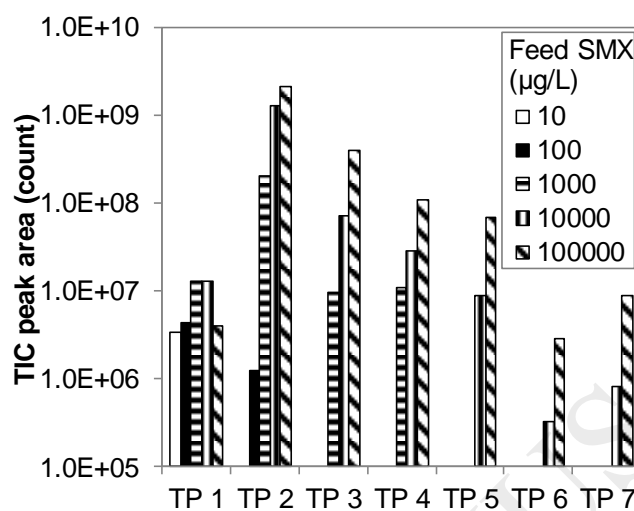 1.0E+10
1.0E+09
1.0E+08
1.0E+07
1.0E+06
1.0E+05
TIC peak area (count)
Feed SMX
(µg/L)
10
100
1000
10000
100000
TP 1 TP 2 TP 3 TP 4 TP 5 TP 6 TP 7